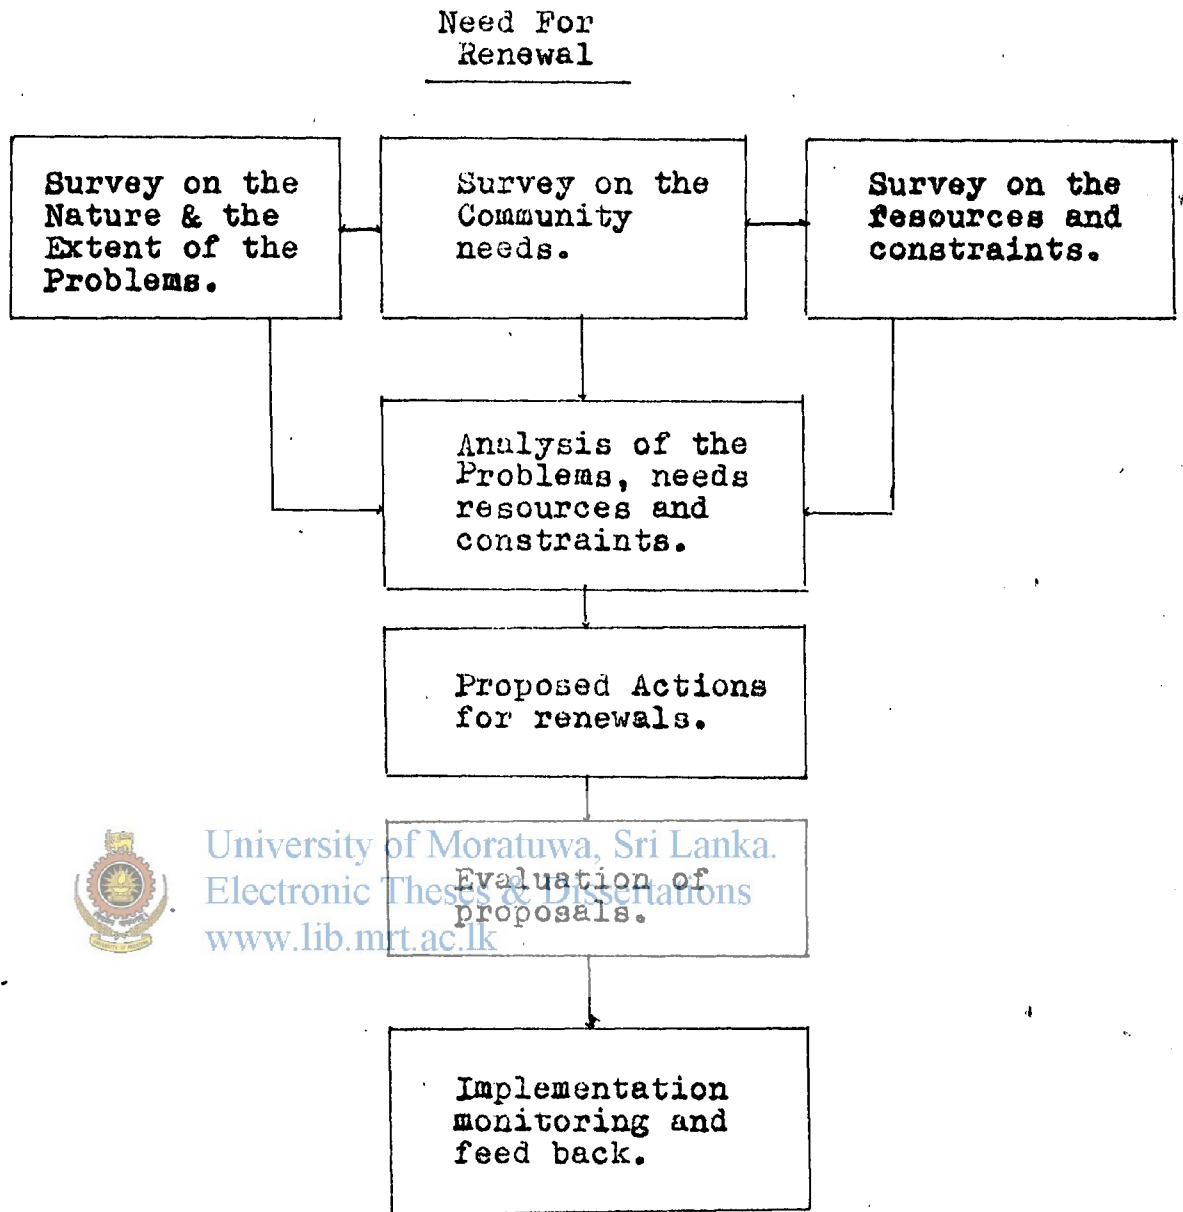 Need For
Renewal
Survey on the
Nature & the
Extent of the
Problems.
Survey on the
Community
needs.
Survey on the
resources and
constraints.
Analysis of the
Problems, needs
resources and
constraints.
Proposed Actions
for renewals.
Evaluation of
proposals.
University of Moratuwa, Sri Lanka.
Electronic Theses & Dissertations
www.lib.mrt.ac.lk
Implementation
monitoring and
feed back.